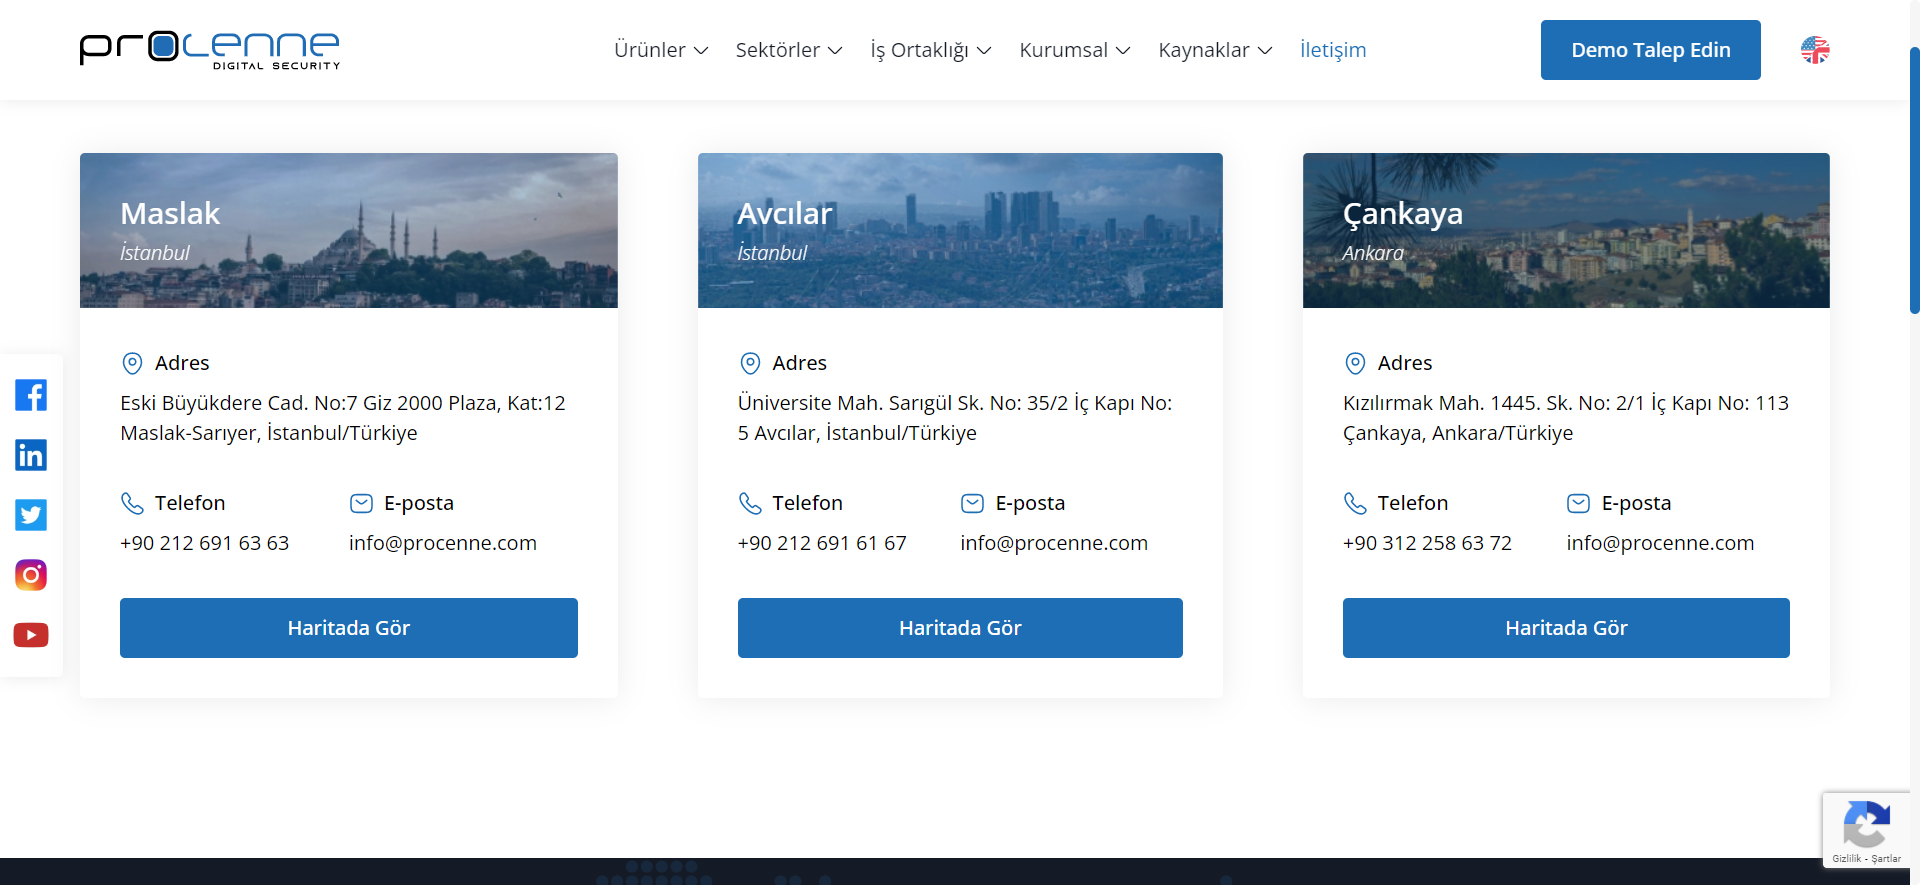 procenne
DIGITAL SECURITY
Ürünler
Sektörler
İş Ortaklığı
Kurumsal
Kaynaklar
İletişim
Demo Talep Edin
Maslak
İstanbul
Adres
Eski Büyükdere Cad. No:7 Giz 2000 Plaza, Kat:12
Maslak-Sarıyer, İstanbul/Türkiye
Telefon
E-posta
+90 212 691 63 63
info@procenne.com
Haritada Gör
Avcılar
İstanbul
Adres
Üniversite Mah. Sarıgül Sk. No: 35/2 İç Kapı No:
5 Avcılar, İstanbul/Türkiye
Telefon
E-posta
+90 212 691 61 67
info@procenne.com
Haritada Gör
Çankaya
Ankara
Adres
Kızılırmak Mah. 1445. Sk. No: 2/1 İç Kapı No: 113
Çankaya, Ankara/Türkiye
Telefon
E-posta
+90 312 258 63 72
info@procenne.com
Haritada Gör
Gizlilik - Şartlar